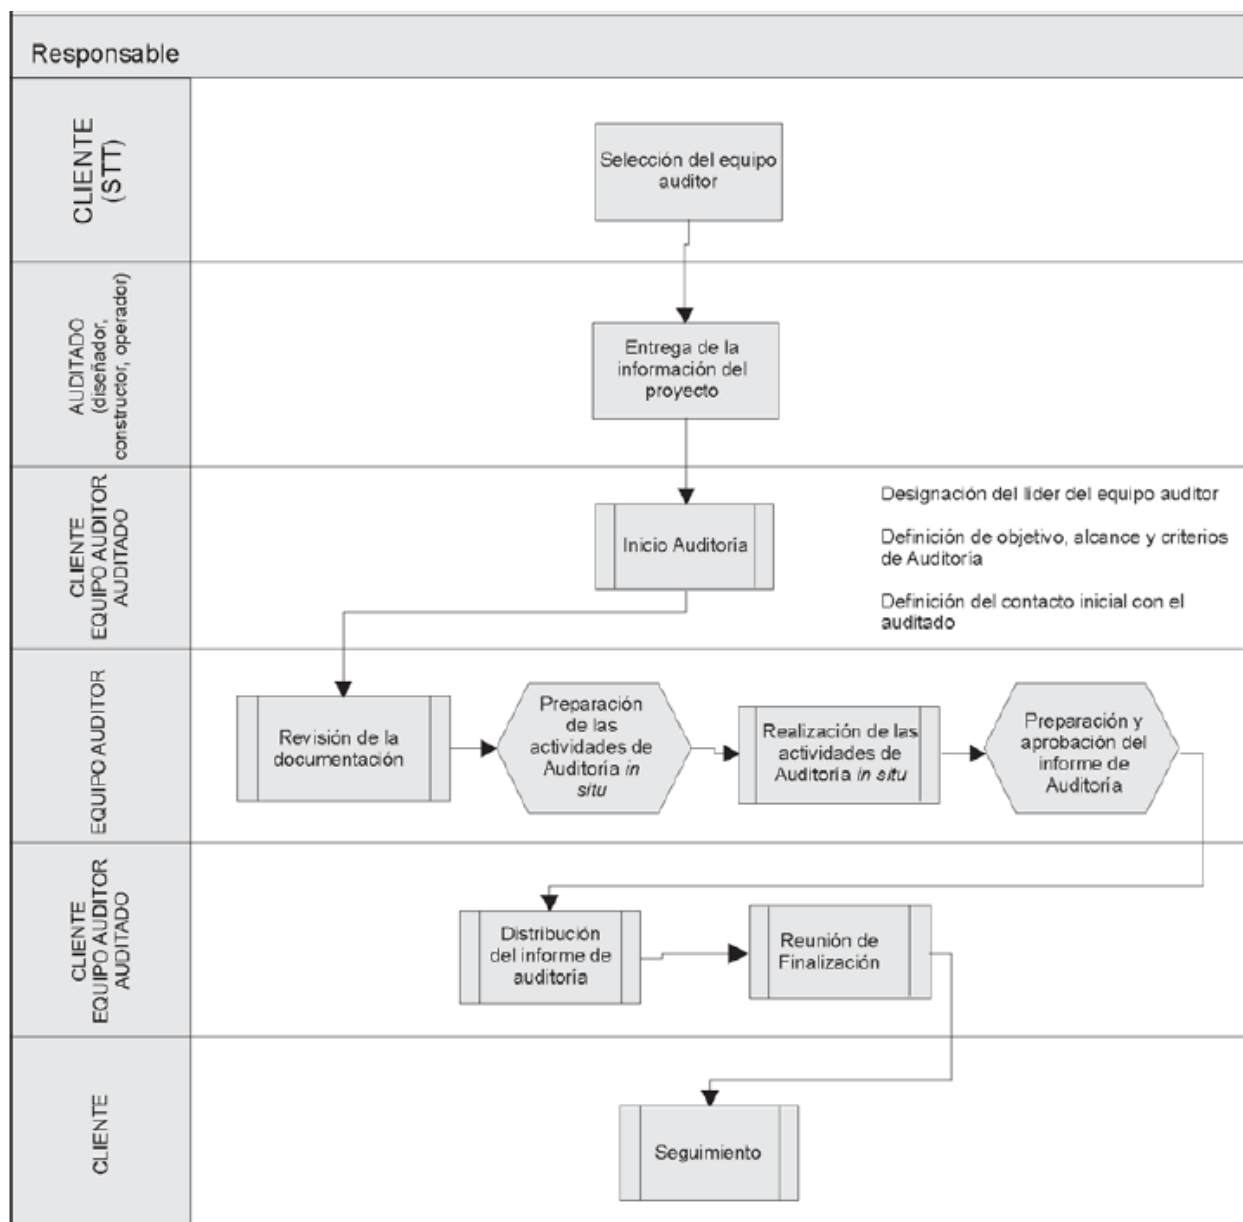 Responsable
CLIENTE
(STT)
Selección del equipo
auditor
AUDITADO
(diseñador,
constructor, operador)
Entrega de la
información del
proyecto
CLIENTE
EQUIPO AUDITOR
AUDITADO
Inicio Auditoría
Designación del líder del equipo auditor
Definición de objetivo, alcance y criterios
de Auditoría
Definición del contacto inicial con el
auditado
EQUIPO AUDITOR
Revisión de la
documentación
Preparación
de las
actividades de
Auditoría in
situ
Realización de las
actividades de
Auditoría in situ
Preparación y
aprobación del
informe de
Auditoría
CLIENTE
EQUIPO AUDITOR
AUDITADO
Distribución
del informe de
auditoría
Reunión de
Finalización
CLIENTE
Seguimiento